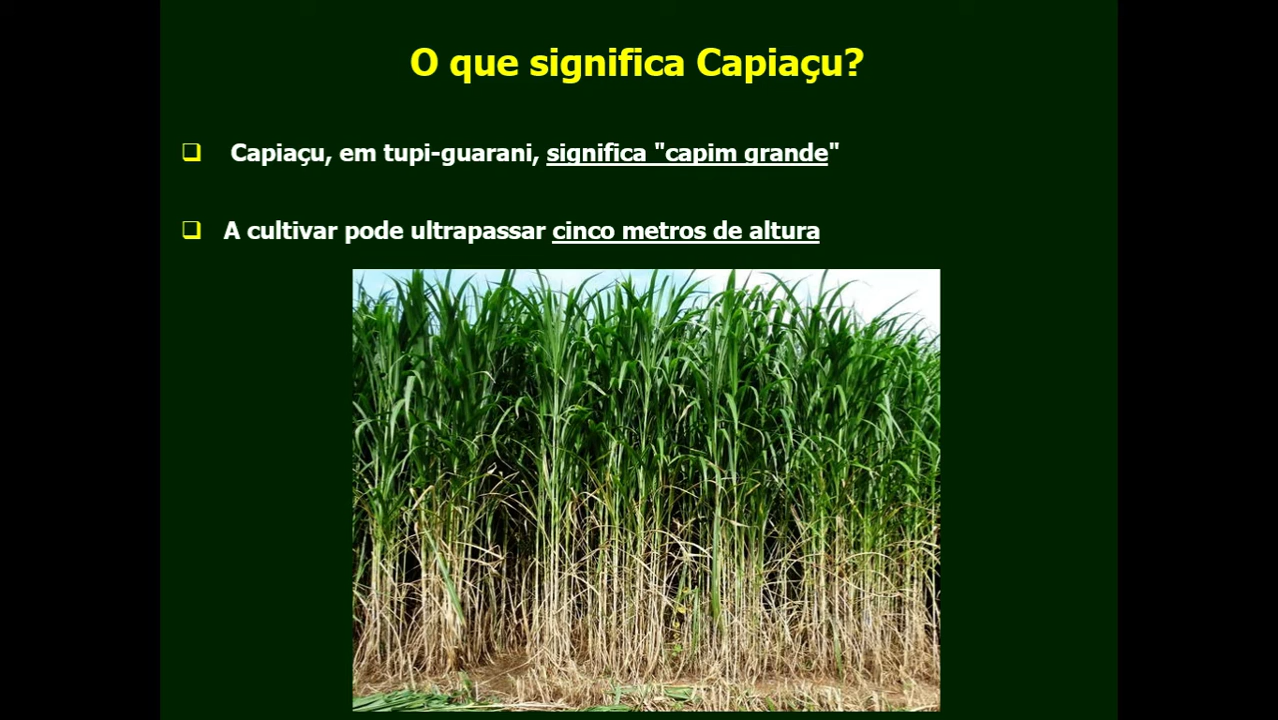 O que significa Capiaçu?
Capiaçu, em tupi-guarani, significa "capim grande"
A cultivar pode ultrapassar cinco metros de altura